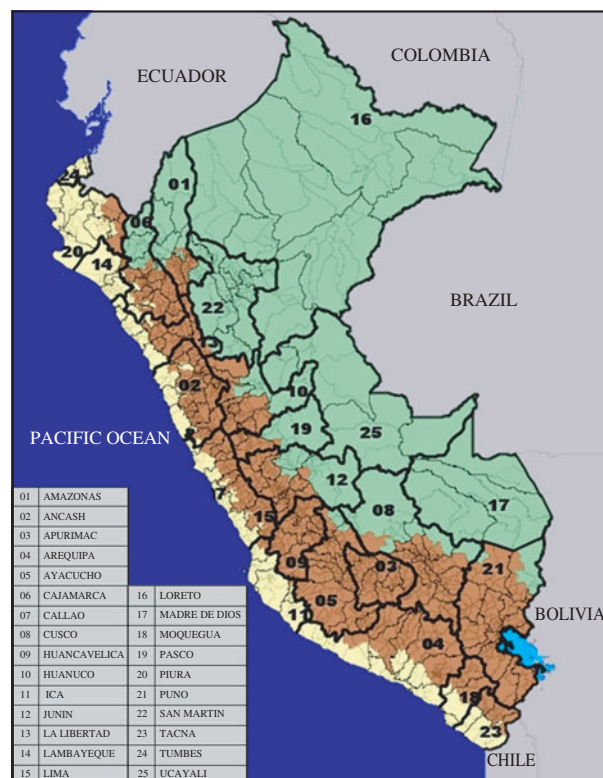 COLOMBIA
ECUADOR
16
01
24
06
20
14
22
BRAZIL
02
10
PACIFIC OCEAN
19
25
12
17
7
08
15
09
03
21
05
11
BOLIVIA
04
18
23
CHILE
01 AMAZONAS
02 ANCASH
03 APURIMAC
04 AREQUIPA
05 AYACUCHO
06 CAJAMARCA
07 CALLAO
08 CUSCO
09 HUANCAVELICA
10 HUANUCO
11 ICA
12 JUNIN
13 LA LIBERTAD
14 LAMBAYEQUE
15 LIMA
16 LORETO
17 MADRE DE DIOS
18 MOQUEGUA
19 PASCO
20 PIURA
21 PUNO
22 SAN MARTIN
23 TACNA
24 TUMBES
25 UCAYALI